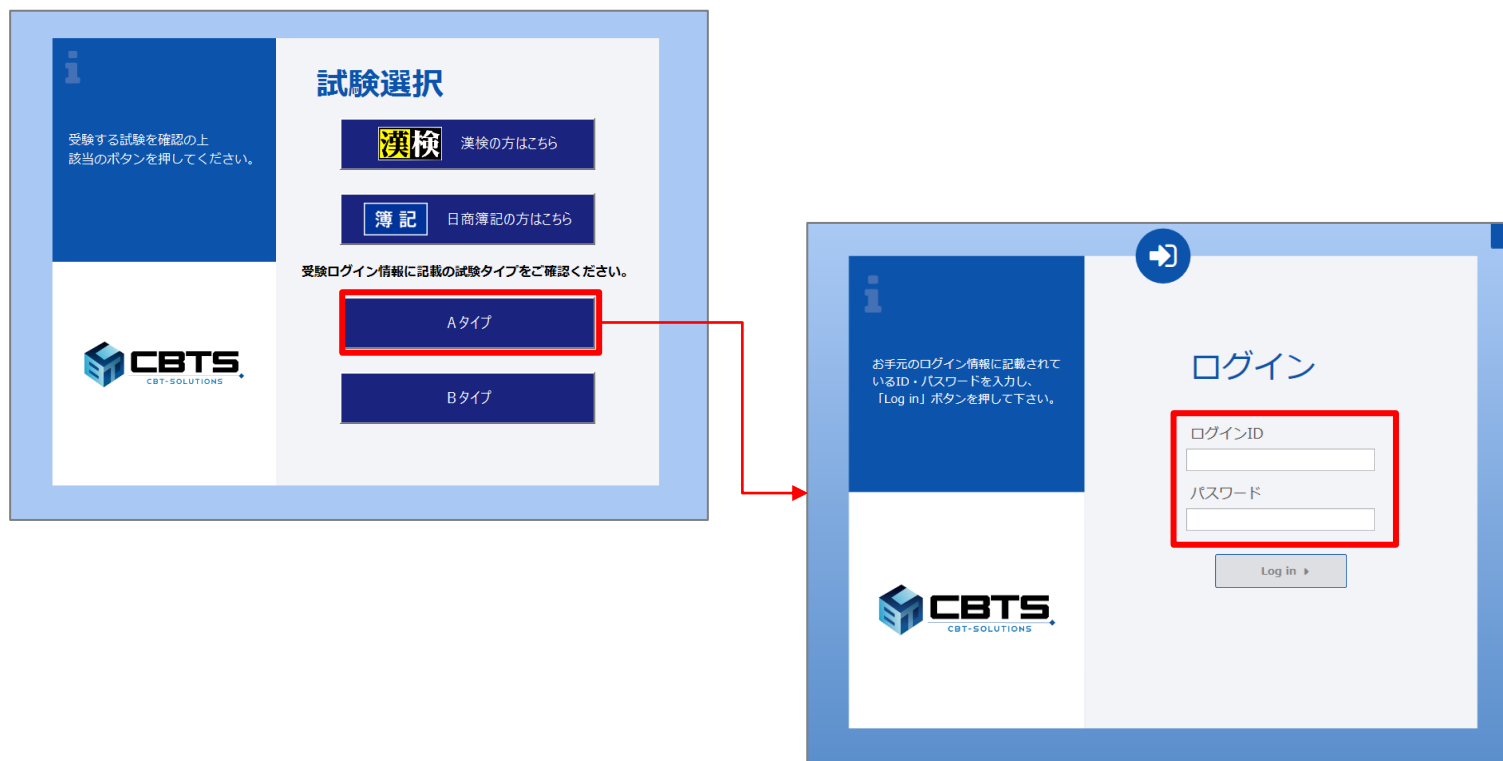 試験選択
受験する試験を確認の上
該当のボタンを押してください。
漢検 漢検の方はこちら
簿記 日商簿記の方はこちら
受験ログイン情報に記載の試験タイプをご確認ください。
Aタイプ
Bタイプ
CBTS
CBT-SOLUTIONS
お手元のログイン情報に記載されて
いるID・パスワードを入力し、
「Log in」ボタンを押して下さい。
ログイン
ログインID
パスワード
Log in
CBTS
CBT-SOLUTIONS